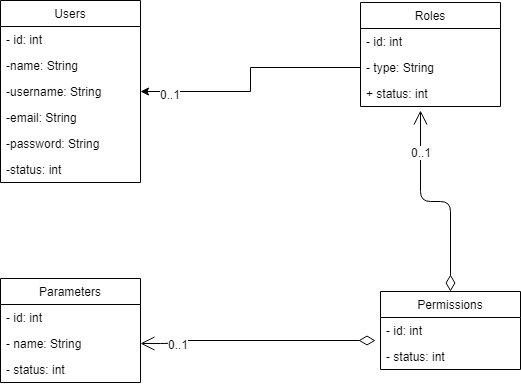 Users
- id: int
-name: String
-username: String
-email: String
-password: String
-status: int
0..1
Roles
- id: int
- type: String
+ status: int
0..1
Parameters
- id: int
- name: String
- status: int
0..1
Permissions
- id: int
- status: int